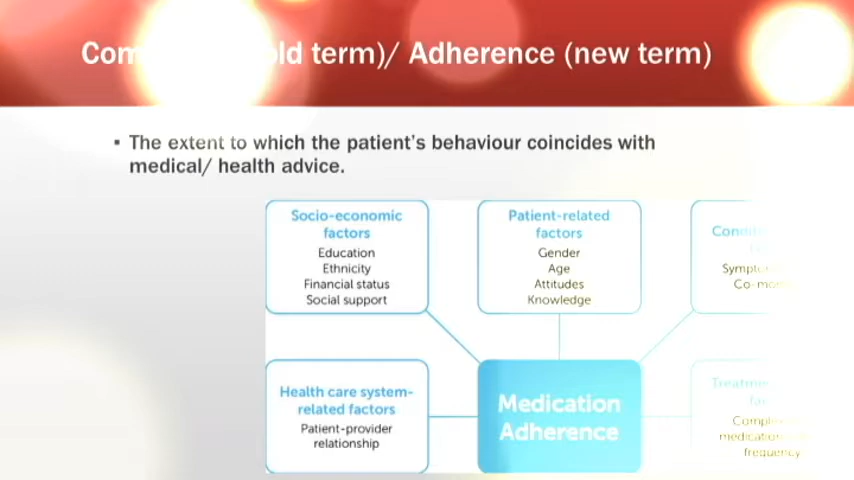 old term)/ Adherence (new term)
▪ The extent to which the patient's behaviour coincides with
medical/ health advice.
Socio-economic
factors
Education
Ethnicity
Financial status
Social support
Patient-related
factors
Gender
Age
Attitudes
Knowledge
Health care system-
related factors
Patient-provider
relationship
Medication
Adherence
medication
frequency